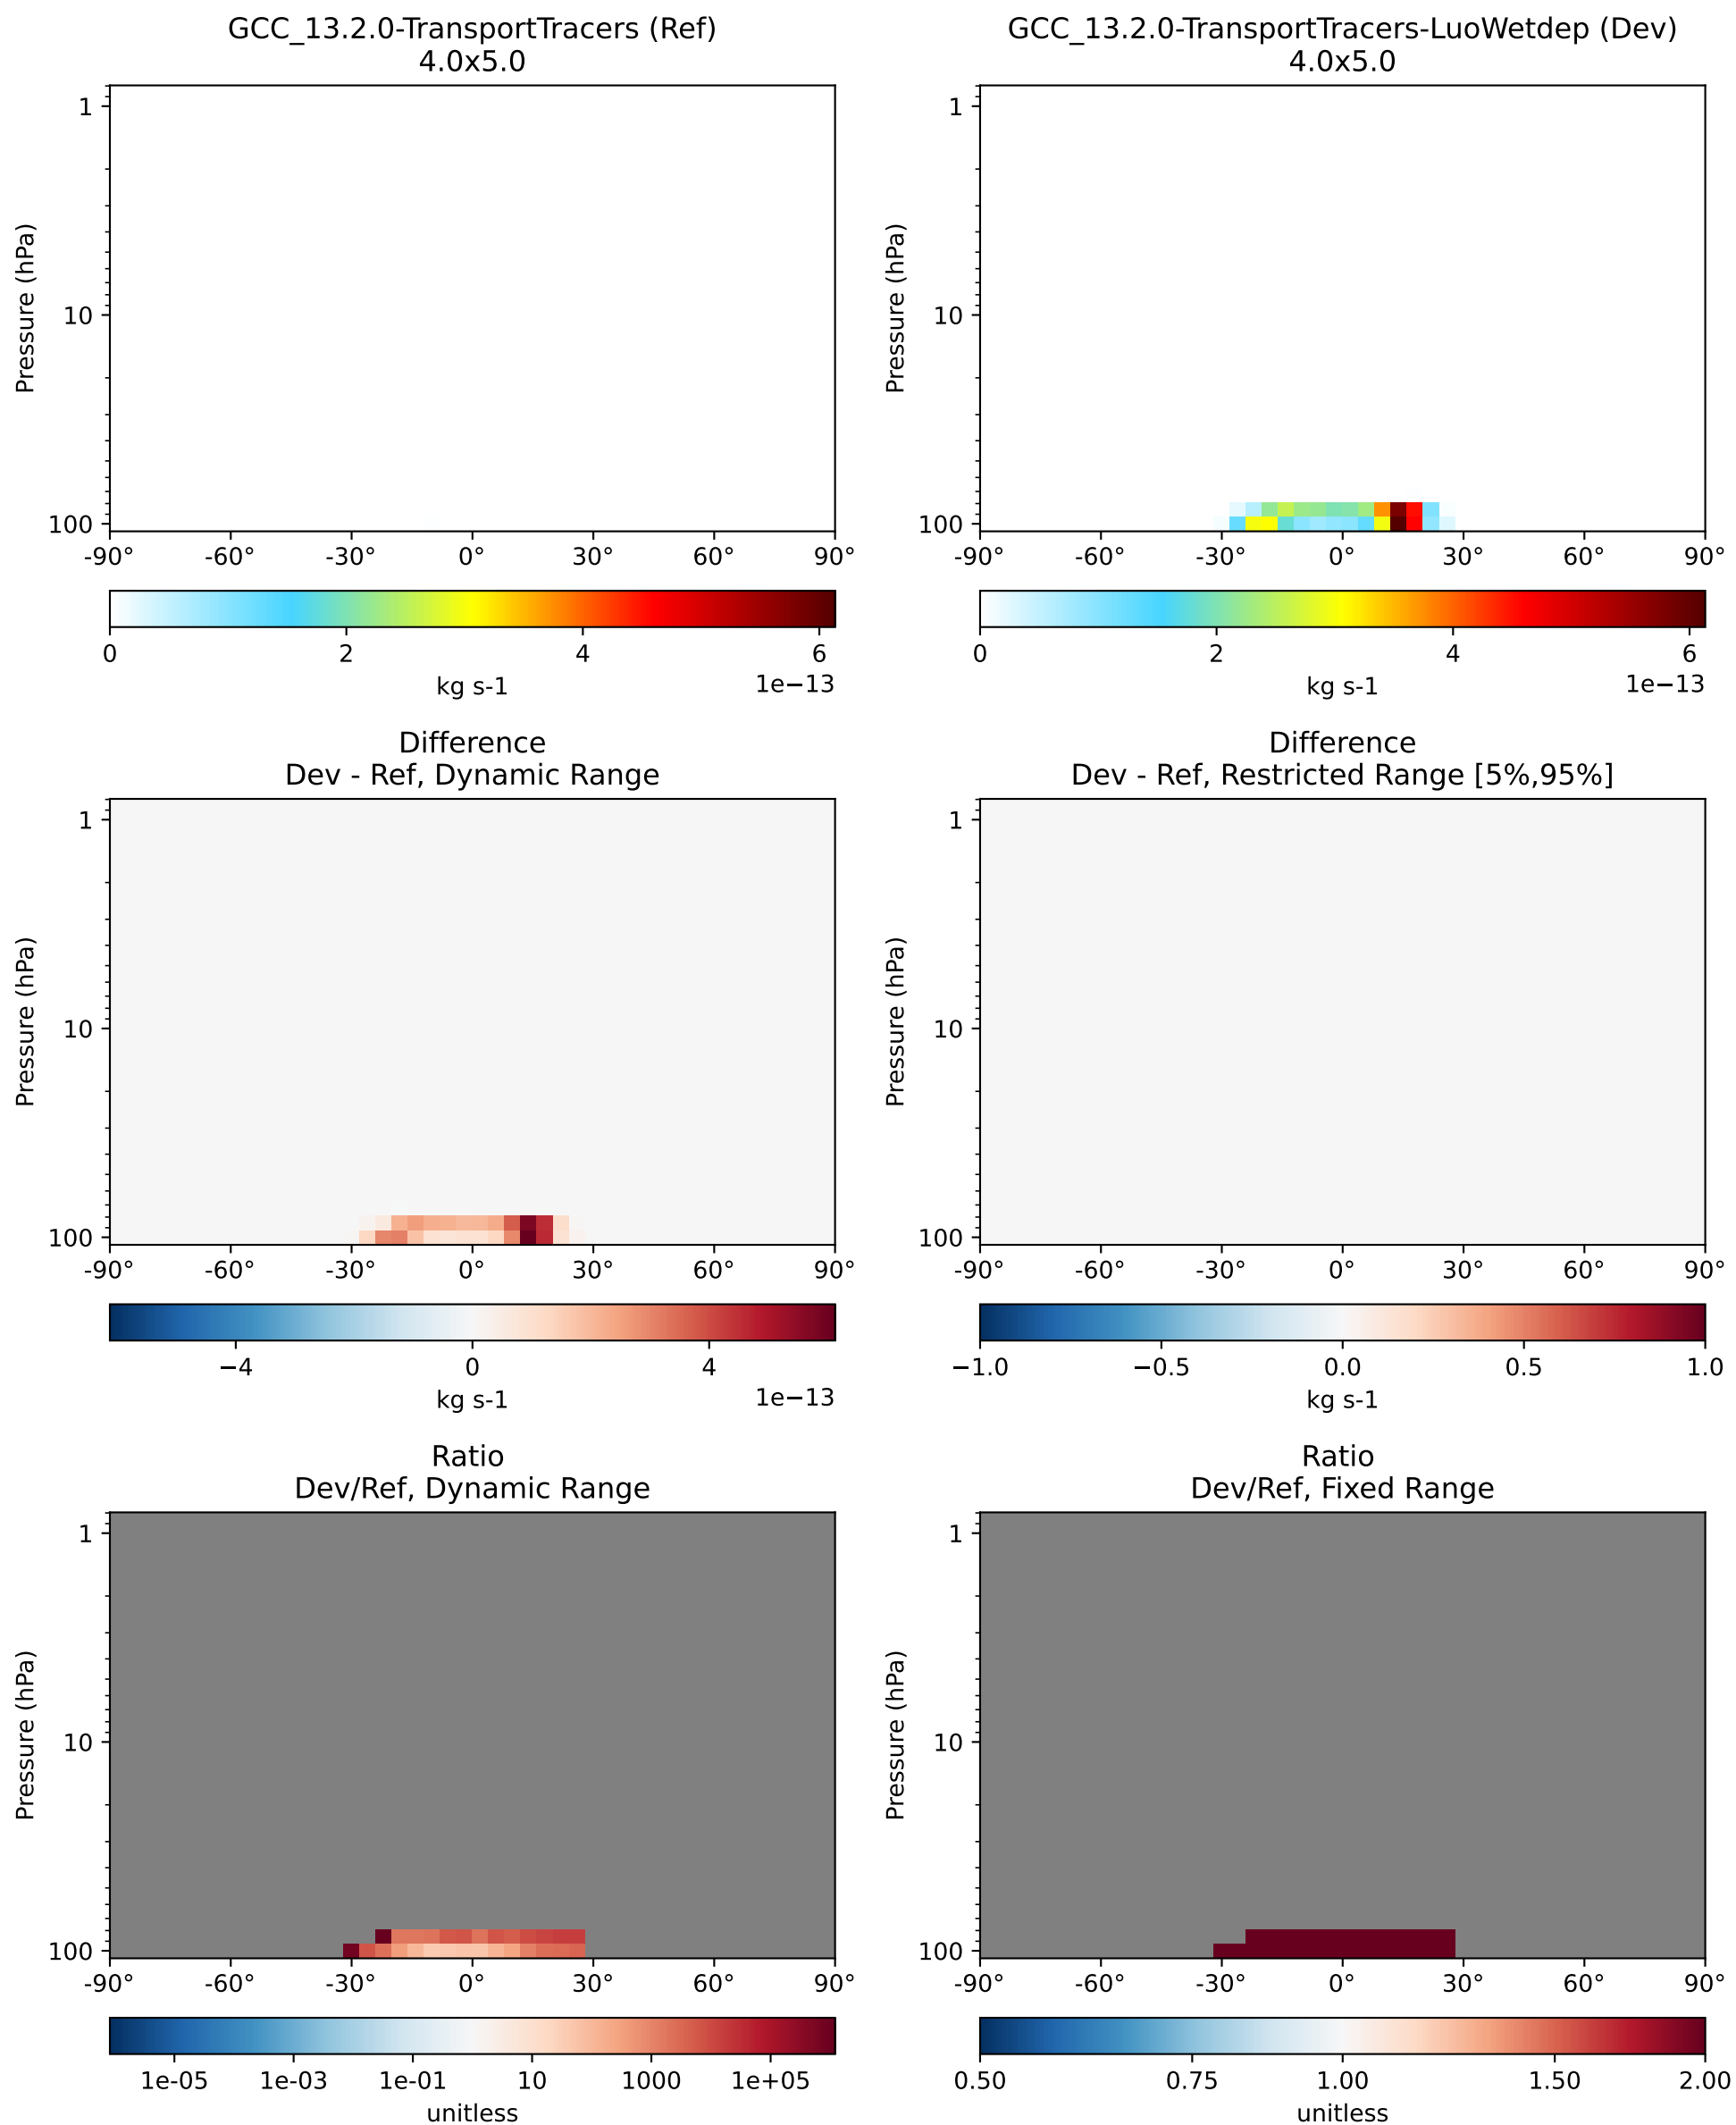 GCC_13.2.0-TransportTracers (Ref)
4.0x5.0
Pressure (hPa)
1
10
100
-90° -60° -30° 0° 30° 60° 90°
0 2 4 6
kg s-1
1e−13
GCC_13.2.0-TransportTracers-LuoWetdep (Dev)
4.0x5.0
Pressure (hPa)
1
10
100
-90° -60° -30° 0° 30° 60° 90°
0 2 4 6
kg s-1
1e−13
Difference
Dev - Ref, Dynamic Range
Pressure (hPa)
1
10
100
-90° -60° -30° 0° 30° 60° 90°
−4 0 4
kg s-1
1e−13
Difference
Dev - Ref, Restricted Range [5%,95%]
Pressure (hPa)
1
10
100
-90° -60° -30° 0° 30° 60° 90°
−1.0 −0.5 0.0 0.5 1.0
kg s-1
Ratio
Dev/Ref, Dynamic Range
Pressure (hPa)
1
10
100
-90° -60° -30° 0° 30° 60° 90°
1e-05 1e-03 1e-01 10 1000 1e+05
unitless
Ratio
Dev/Ref, Fixed Range
Pressure (hPa)
1
10
100
-90° -60° -30° 0° 30° 60° 90°
0.50 0.75 1.00 1.50 2.00
unitless